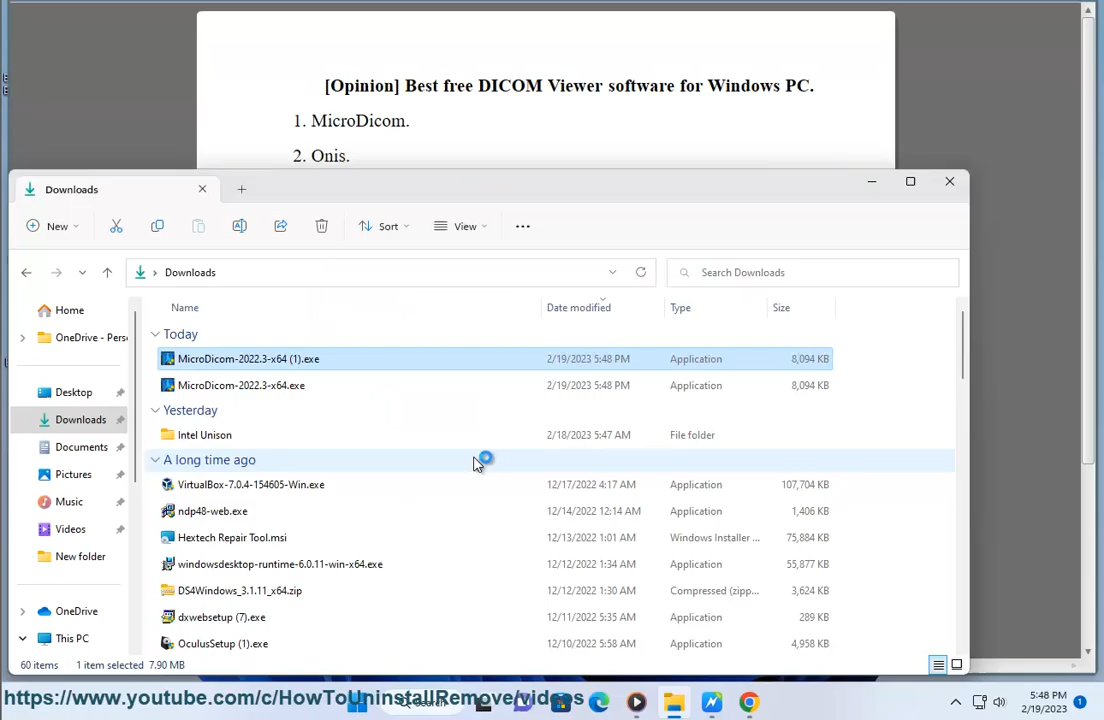 [Opinion] Best free DICOM Viewer software for Windows PC.
1. MicroDicom.
2. Onis.
Downloads
New
Sort
View
Downloads
Search Downloads
Name Date modified Type Size
Home
OneDrive - Pers
Desktop
Downloads
Documents
Pictures
Music
Videos
New folder
OneDrive
This PC
Today
MicroDicom-2022.3-x64 (1).exe 2/19/2023 5:48 PM Application 8,094 KB
MicroDicom-2022.3-x64.exe 2/19/2023 5:48 PM Application 8,094 KB
Yesterday
Intel Unison 2/18/2023 5:47 AM File folder
A long time ago
VirtualBox-7.0.4-154605-Win.exe 12/17/2022 4:17 AM Application 107,704 KB
ndp48-web.exe 12/14/2022 12:14 AM Application 1,406 KB
Hextech Repair Tool.msi 12/13/2022 1:01 AM Windows Installer ... 75,884 KB
windowsdesktop-runtime-6.0.11-win-x64.exe 12/12/2022 1:34 AM Application 55,877 KB
DS4Windows_3.1.11_x64.zip 12/12/2022 1:30 AM Compressed (zipp... 3,624 KB
dxwebsetup (7).exe 12/11/2022 5:35 AM Application 289 KB
OculusSetup (1).exe 12/10/2022 5:58 AM Application 4,958 KB
60 items 1 item selected 7.90 MB
https://www.youtube.com/c/HowToUninstallRemove/videos
Search
5:48 PM
2/19/2023
1